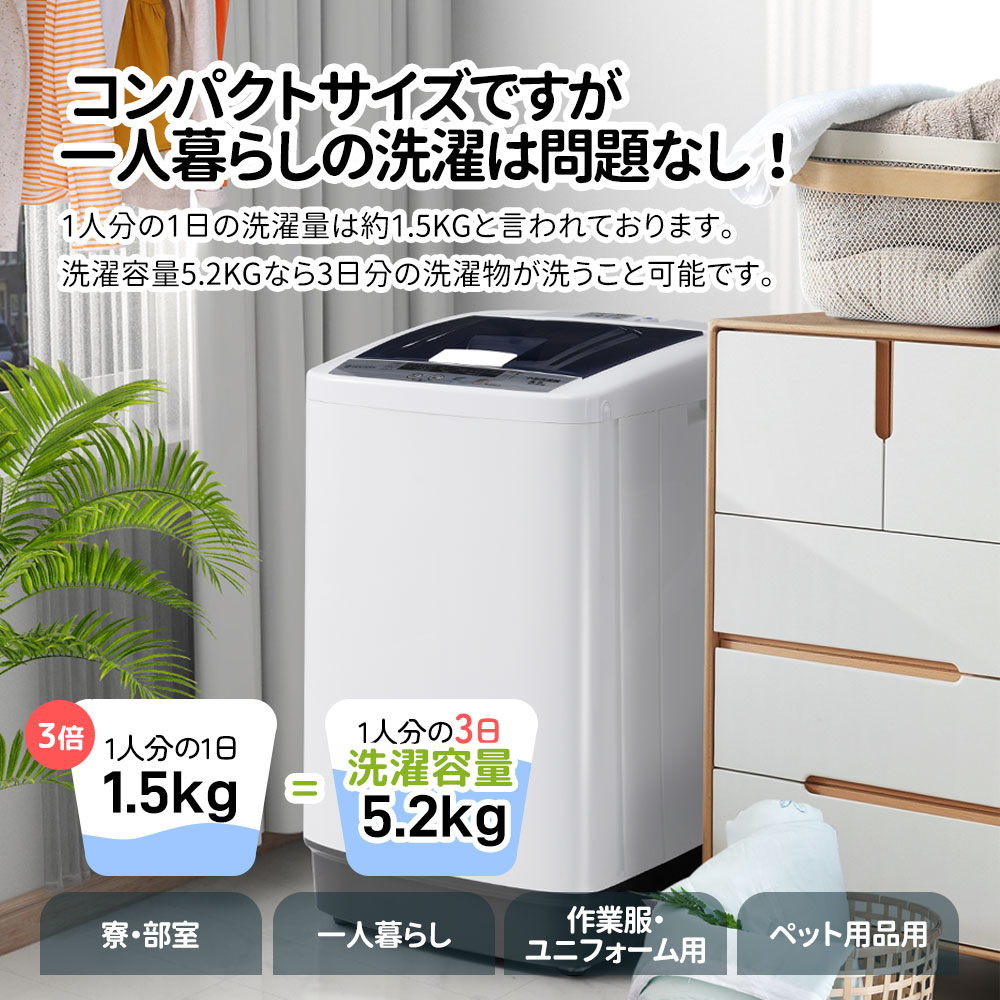 コンパクトサイズですが
一人暮らしの洗濯は問題なし！
1人分の1日の洗濯量は約1.5KGと言われております。
洗濯容量5.2KGなら3日分の洗濯物が洗うこと可能です。
3倍
1人分の1日
1.5kg
=
1人分の3日
洗濯容量
5.2kg
寮・部室
一人暮らし
作業服・
ユニフォーム用
ペット用品用